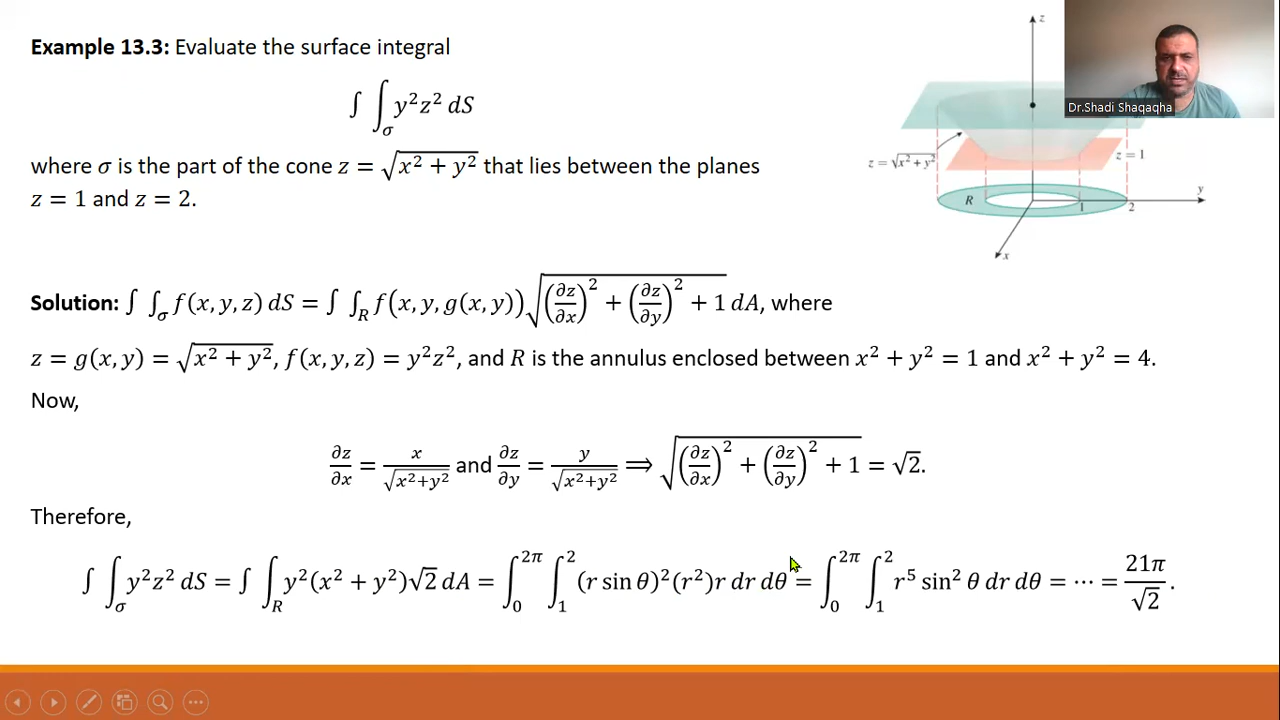 Example 13.3: Evaluate the surface integral
∫ ∫_σ y²z² dS
where σ is the part of the cone z = √(x² + y²) that lies between the planes
z = 1 and z = 2.
z
Dr.Shadi Shaqaqha
z = √(x² + y²)
z = 1
R
1
2
y
x
Solution: ∫ ∫_σ f(x, y, z) dS = ∫ ∫_R f(x, y, g(x, y)) √((∂z/∂x)² + (∂z/∂y)² + 1) dA, where
z = g(x, y) = √(x² + y²), f(x, y, z) = y²z², and R is the annulus enclosed between x² + y² = 1 and x² + y² = 4.
Now,
∂z/∂x = x/√(x²+y²) and ∂z/∂y = y/√(x²+y²) ⟹ √((∂z/∂x)² + (∂z/∂y)² + 1) = √2.
Therefore,
∫ ∫_σ y²z² dS = ∫ ∫_R y²(x² + y²)√2 dA = ∫_0^2π ∫_1^2 (r sin θ)²(r²)r dr dθ = ∫_0^2π ∫_1^2 r⁵ sin² θ dr dθ = ⋯ = 21π/√2.